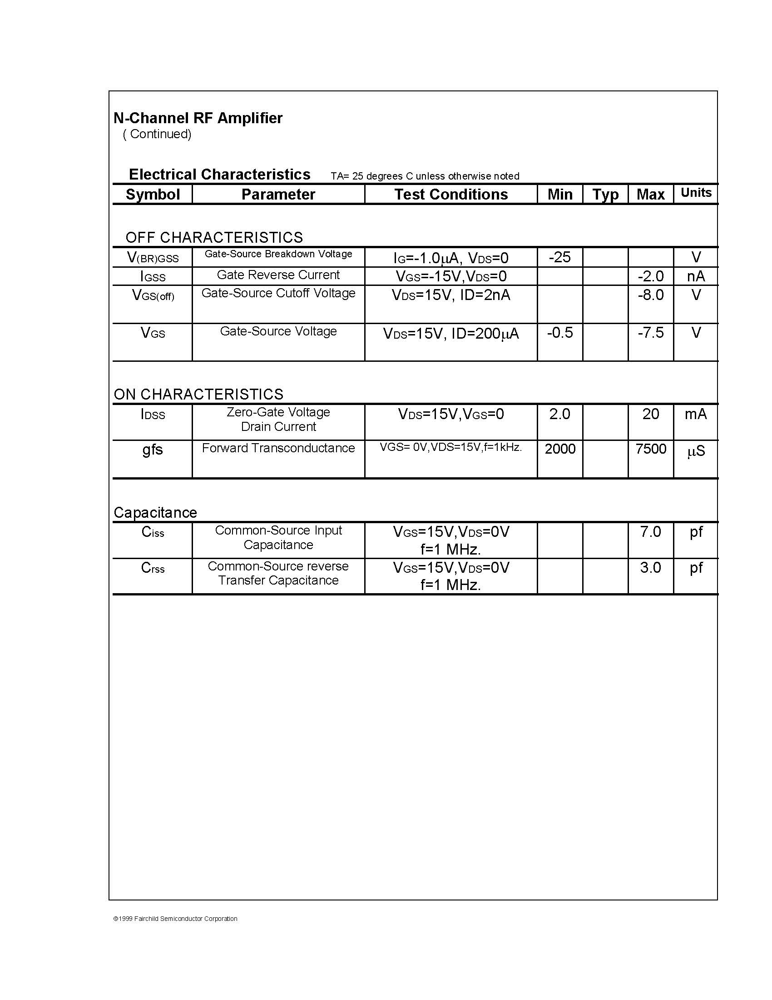 N-Channel RF Amplifier
( Continued)
Electrical Characteristics TA= 25 degrees C unless otherwise noted
Symbol Parameter Test Conditions Min Typ Max Units
OFF CHARACTERISTICS
V(BR)GSS Gate-Source Breakdown Voltage IG=-1.0μA, VDS=0 -25 V
IGSS Gate Reverse Current VGS=-15V,VDS=0 -2.0 nA
VGS(off) Gate-Source Cutoff Voltage VDS=15V, ID=2nA -8.0 V
VGS Gate-Source Voltage VDS=15V, ID=200μA -0.5 -7.5 V
ON CHARACTERISTICS
IDSS Zero-Gate Voltage VDS=15V,VGS=0 2.0 20 mA
Drain Current
gfs Forward Transconductance VGS= 0V,VDS=15V,f=1kHz. 2000 7500 μS
Capacitance
Ciss Common-Source Input VGS=15V,VDS=0V 7.0 pf
Capacitance f=1 MHz.
Crss Common-Source reverse VGS=15V,VDS=0V 3.0 pf
Transfer Capacitance f=1 MHz.
©1999 Fairchild Semiconductor Corporation